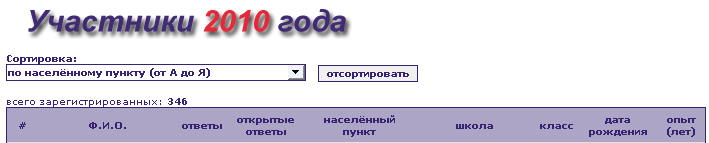 Участники 2010 года
Сортировка:
по населённому пункту (от А до Я)
отсортировать
всего зарегистрированных: 346
# Ф.И.О. ответы открытые ответы населённый пункт школа класс дата рождения опыт (лет)